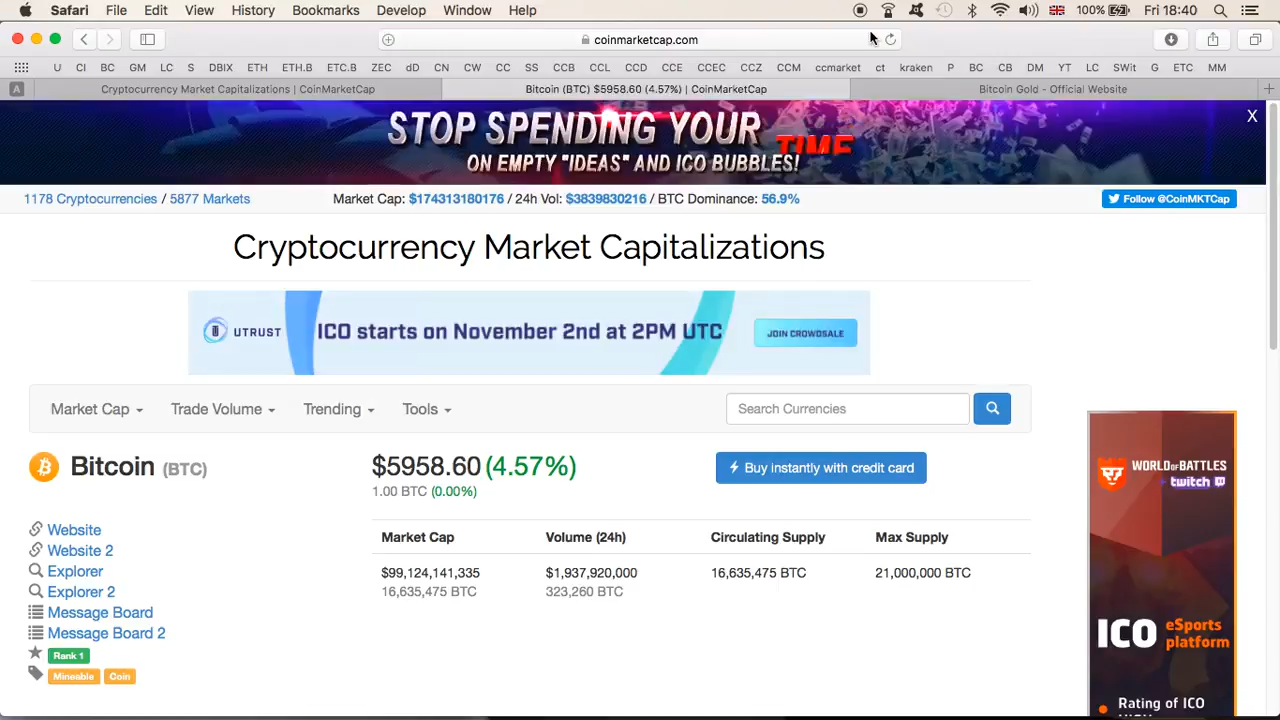 Safari File Edit View History Bookmarks Develop Window Help 100% Fri 18:40
coinmarketcap.com
U CI BC GM LC S DBIX ETH ETH.B ETC.B ZEC dD CN CW CC SS CCB CCL CCD CCE CECC CCZ CCM ccmarket ct kraken P BC CB DM YT LC SWit G ETC MM
A Cryptocurrency Market Capitalizations | CoinMarketCap Bitcoin (BTC) $5958.60 (4.57%) | CoinMarketCap Bitcoin Gold - Official Website
STOP SPENDING YOUR TIME X
ON EMPTY "IDEAS" AND ICO BUBBLES!
1178 Cryptocurrencies / 5877 Markets Market Cap: $174313180176 / 24h Vol: $3839830216 / BTC Dominance: 56.9% Follow @CoinMKTCap
Cryptocurrency Market Capitalizations
UTRUST ICO starts on November 2nd at 2PM UTC JOIN CROWDSALE
Market Cap Trade Volume Trending Tools Search Currencies
Bitcoin (BTC) $5958.60 (4.57%) Buy instantly with credit card
1.00 BTC (0.00%)
Website
Website 2
Explorer
Explorer 2
Message Board
Message Board 2
Rank 1
Mineable Coin
Market Cap Volume (24h) Circulating Supply Max Supply
$99,124,141,335 $1,937,920,000 16,635,475 BTC 21,000,000 BTC
16,635,475 BTC 323,260 BTC
WORLD OF BATTLES
twitch
ICO eSports platform
Rating of ICO